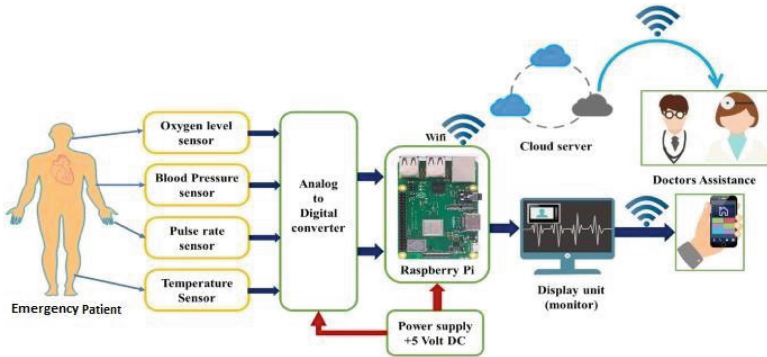 Oxygen level
sensor
Blood Pressure
sensor
Pulse rate
sensor
Temperature
Sensor
Emergency Patient
Analog
to
Digital
converter
Wifi
Raspberry Pi
Power supply
+5 Volt DC
Cloud server
Doctors Assistance
Display unit
(monitor)